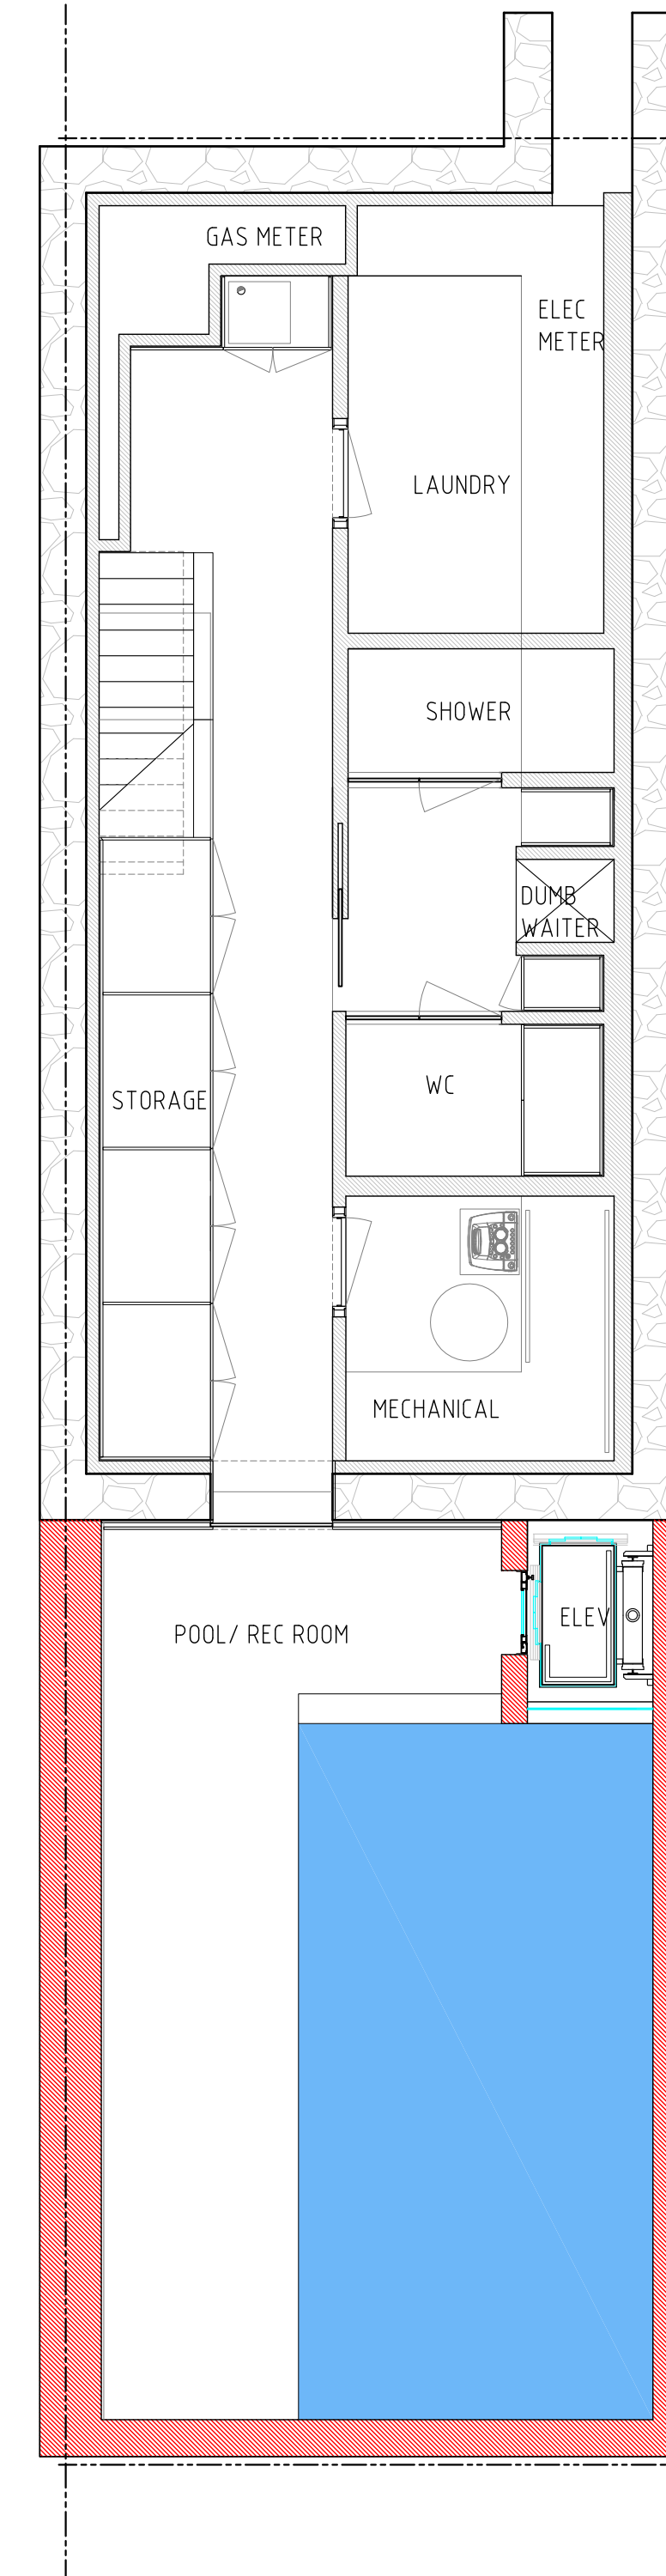 GAS METER
ELEC
METER
LAUNDRY
SHOWER
DUMB
WAITER
WC
STORAGE
MECHANICAL
ELEV
POOL/ REC ROOM